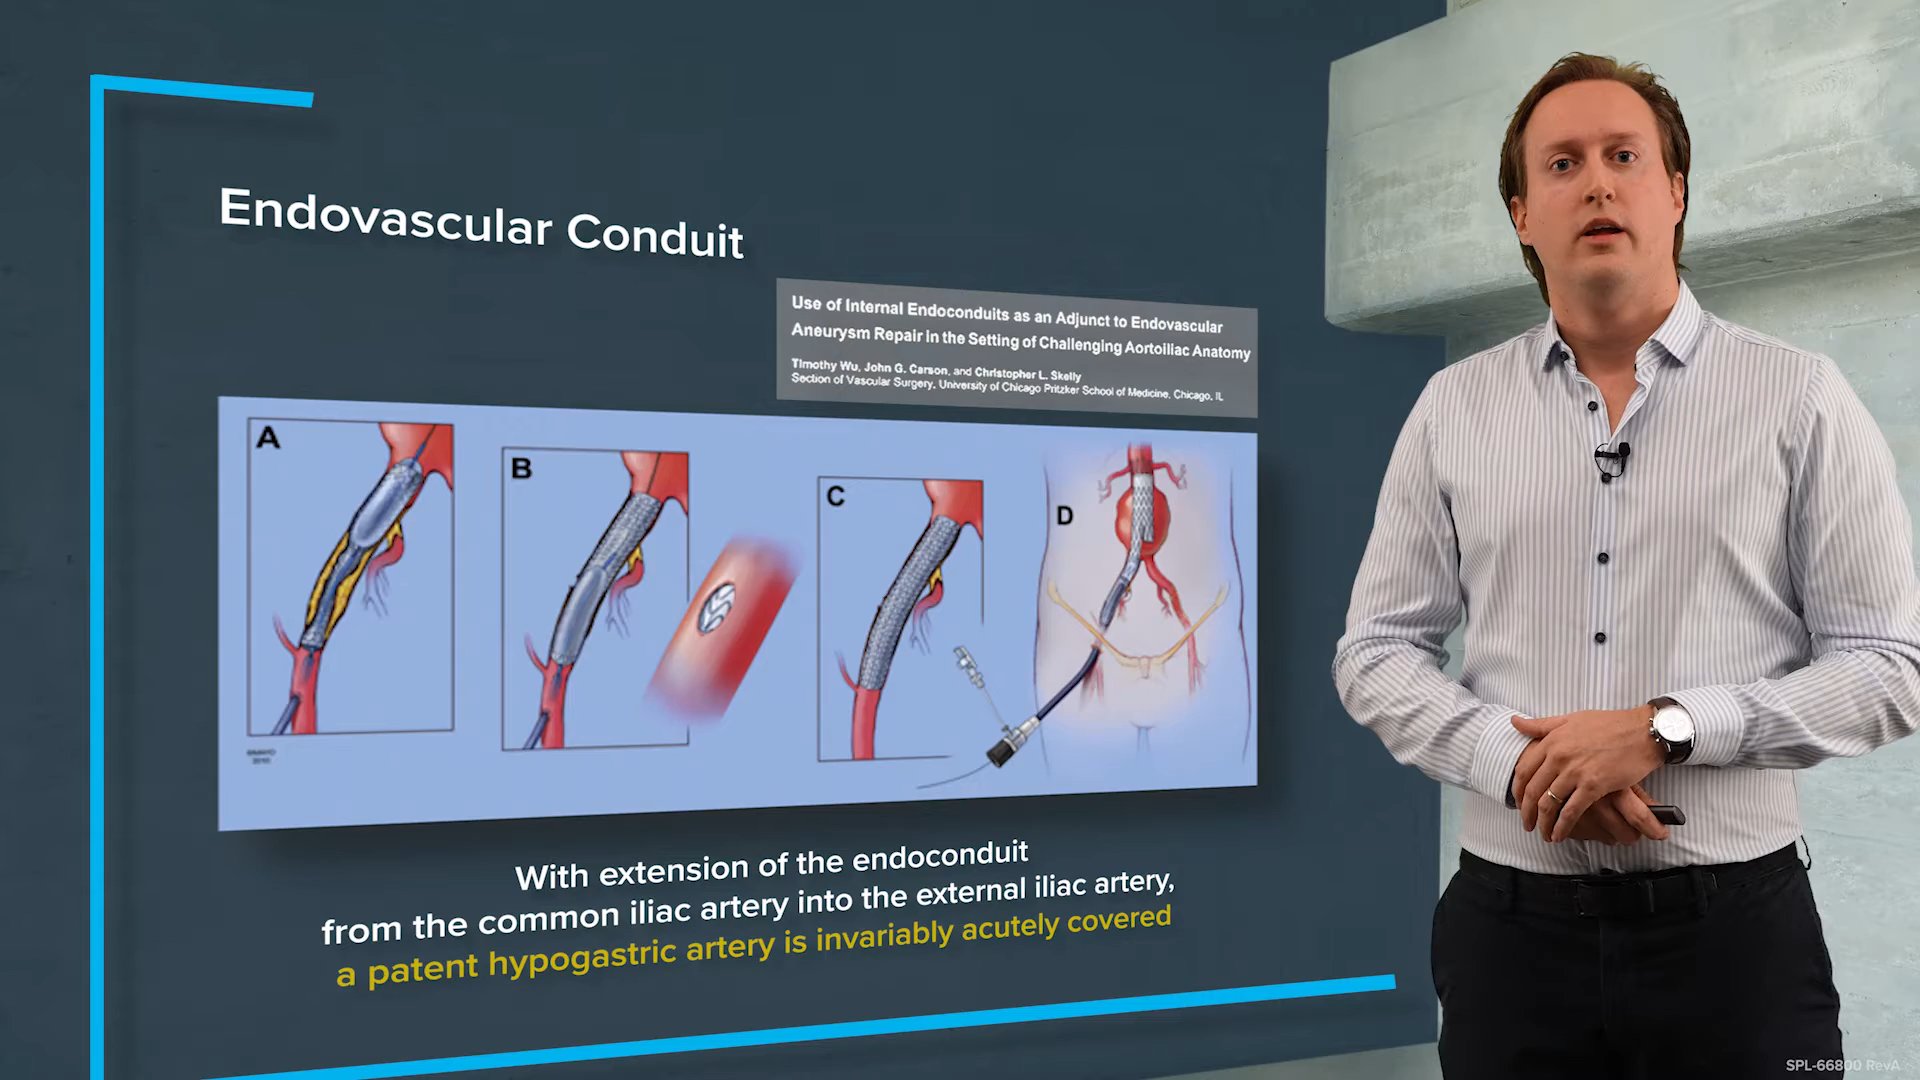 Endovascular Conduit
Use of Internal Endoconduits as an Adjunct to Endovascular
Aneurysm Repair in the Setting of Challenging Aortoiliac Anatomy
Timothy Wu, John G. Carson, and Christopher L. Skelly
Section of Vascular Surgery, University of Chicago Pritzker School of Medicine, Chicago, IL
A
B
C
D
With extension of the endoconduit
from the common iliac artery into the external iliac artery,
a patent hypogastric artery is invariably acutely covered
SPL-66800 RevA